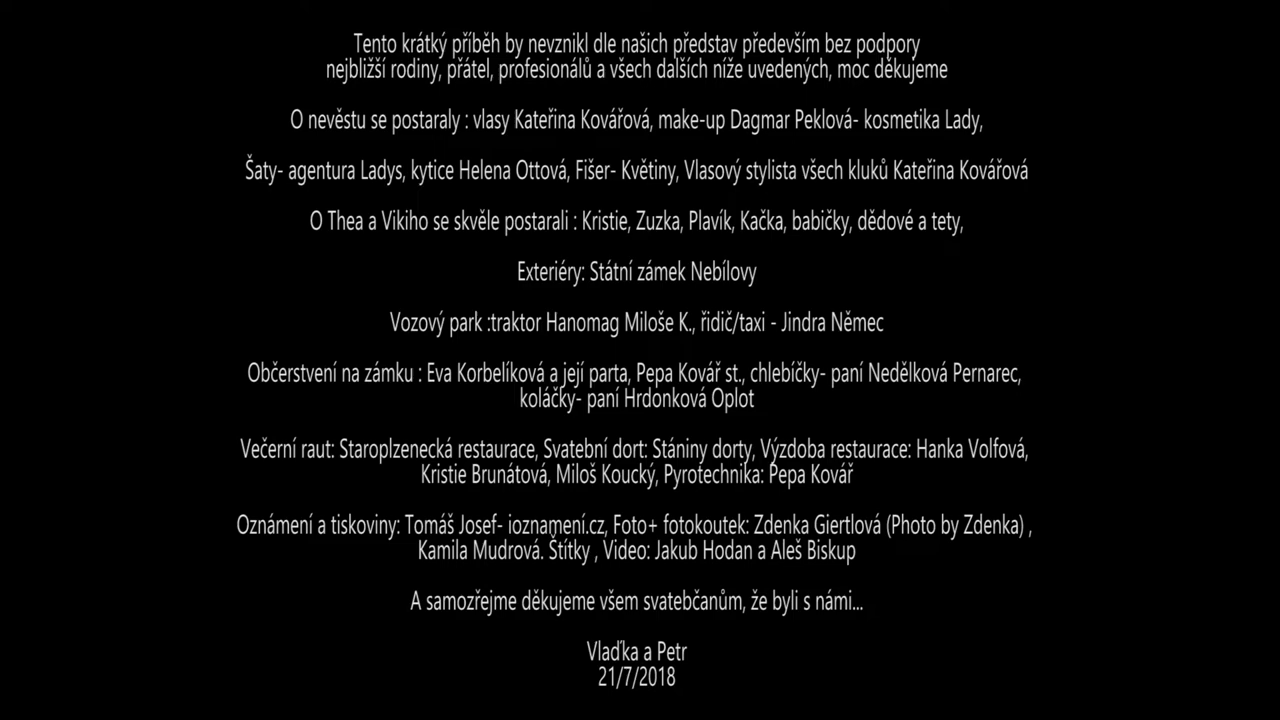 Tento krátký příběh by nevznikl dle našich představ především bez podpory
nejbližší rodiny, přátel, profesionálů a všech dalších níže uvedených, moc děkujeme
O nevěstu se postaraly : vlasy Kateřina Kovářová, make-up Dagmar Peklová- kosmetika Lady,
Šaty- agentura Ladys, kytice Helena Ottová, Fišer- Květiny, Vlasový stylista všech kluků Kateřina Kovářová
O Thea a Vikiho se skvěle postarali : Kristie, Zuzka, Plavík, Kačka, babičky, dědové a tety,
Exteriéry: Státní zámek Nebílovy
Vozový park :traktor Hanomag Miloše K., řidič/taxi - Jindra Němec
Občerstvení na zámku : Eva Korbelíková a její parta, Pepa Kovář st., chlebíčky- paní Nedělková Pernarec,
koláčky- paní Hrdonková Oplot
Večerní raut: Staroplzenecká restaurace, Svatební dort: Stániny dorty, Výzdoba restaurace: Hanka Volfová,
Kristie Brunátová, Miloš Koucký, Pyrotechnika: Pepa Kovář
Oznámení a tiskoviny: Tomáš Josef- ioznamení.cz, Foto+ fotokoutek: Zdenka Giertlová (Photo by Zdenka) ,
Kamila Mudrová. Štítky , Video: Jakub Hodan a Aleš Biskup
A samozřejme děkujeme všem svatebčanům, že byli s námi...
Vlaďka a Petr
21/7/2018